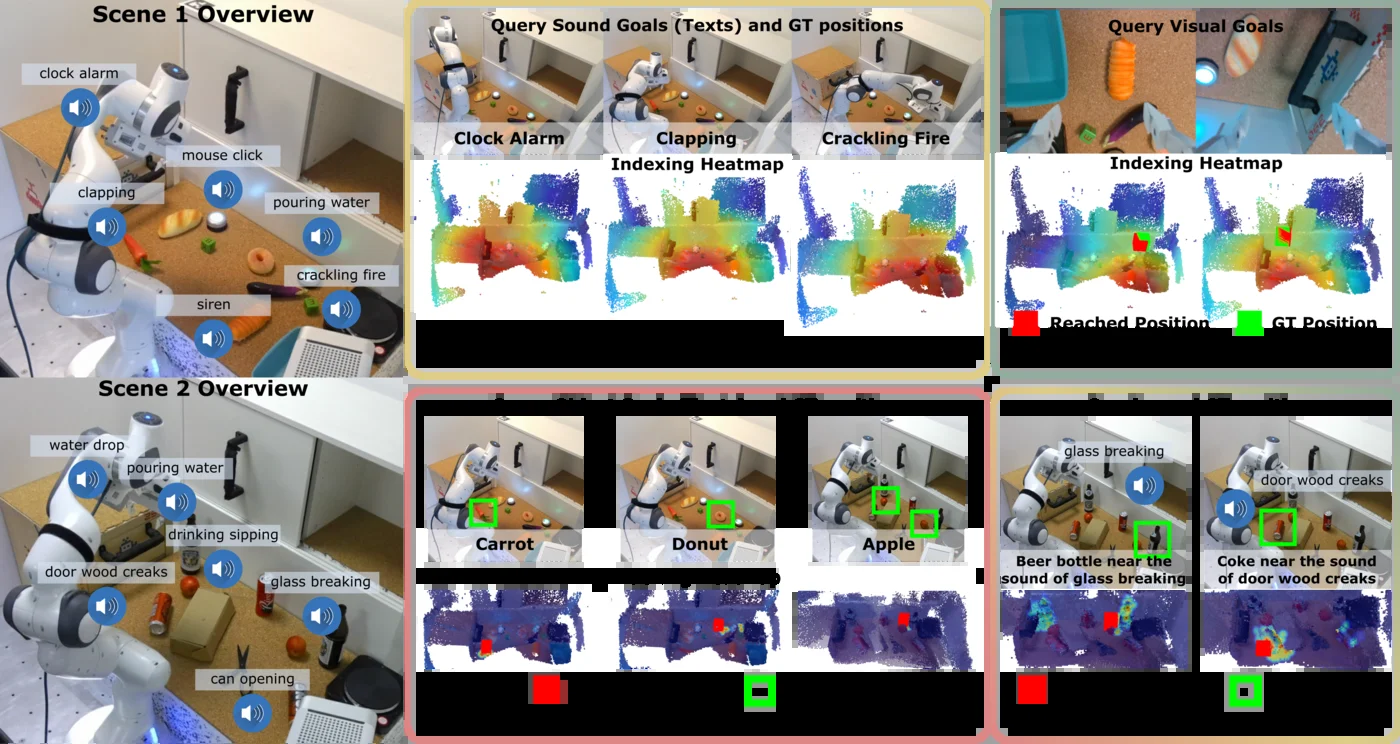 Scene 1 Overview
clock alarm
mouse click
clapping
pouring water
crackling fire
siren
Query Sound Goals (Texts) and GT positions
Clock Alarm
Clapping
Crackling Fire
Indexing Heatmap
Query Visual Goals
Indexing Heatmap
Reached Position
GT Position
Scene 2 Overview
water drop
pouring water
drinking sipping
door wood creaks
glass breaking
can opening
Carrot
Donut
Apple
glass breaking
door wood creaks
Beer bottle near the
sound of glass breaking
Coke near the sound
of door wood creaks